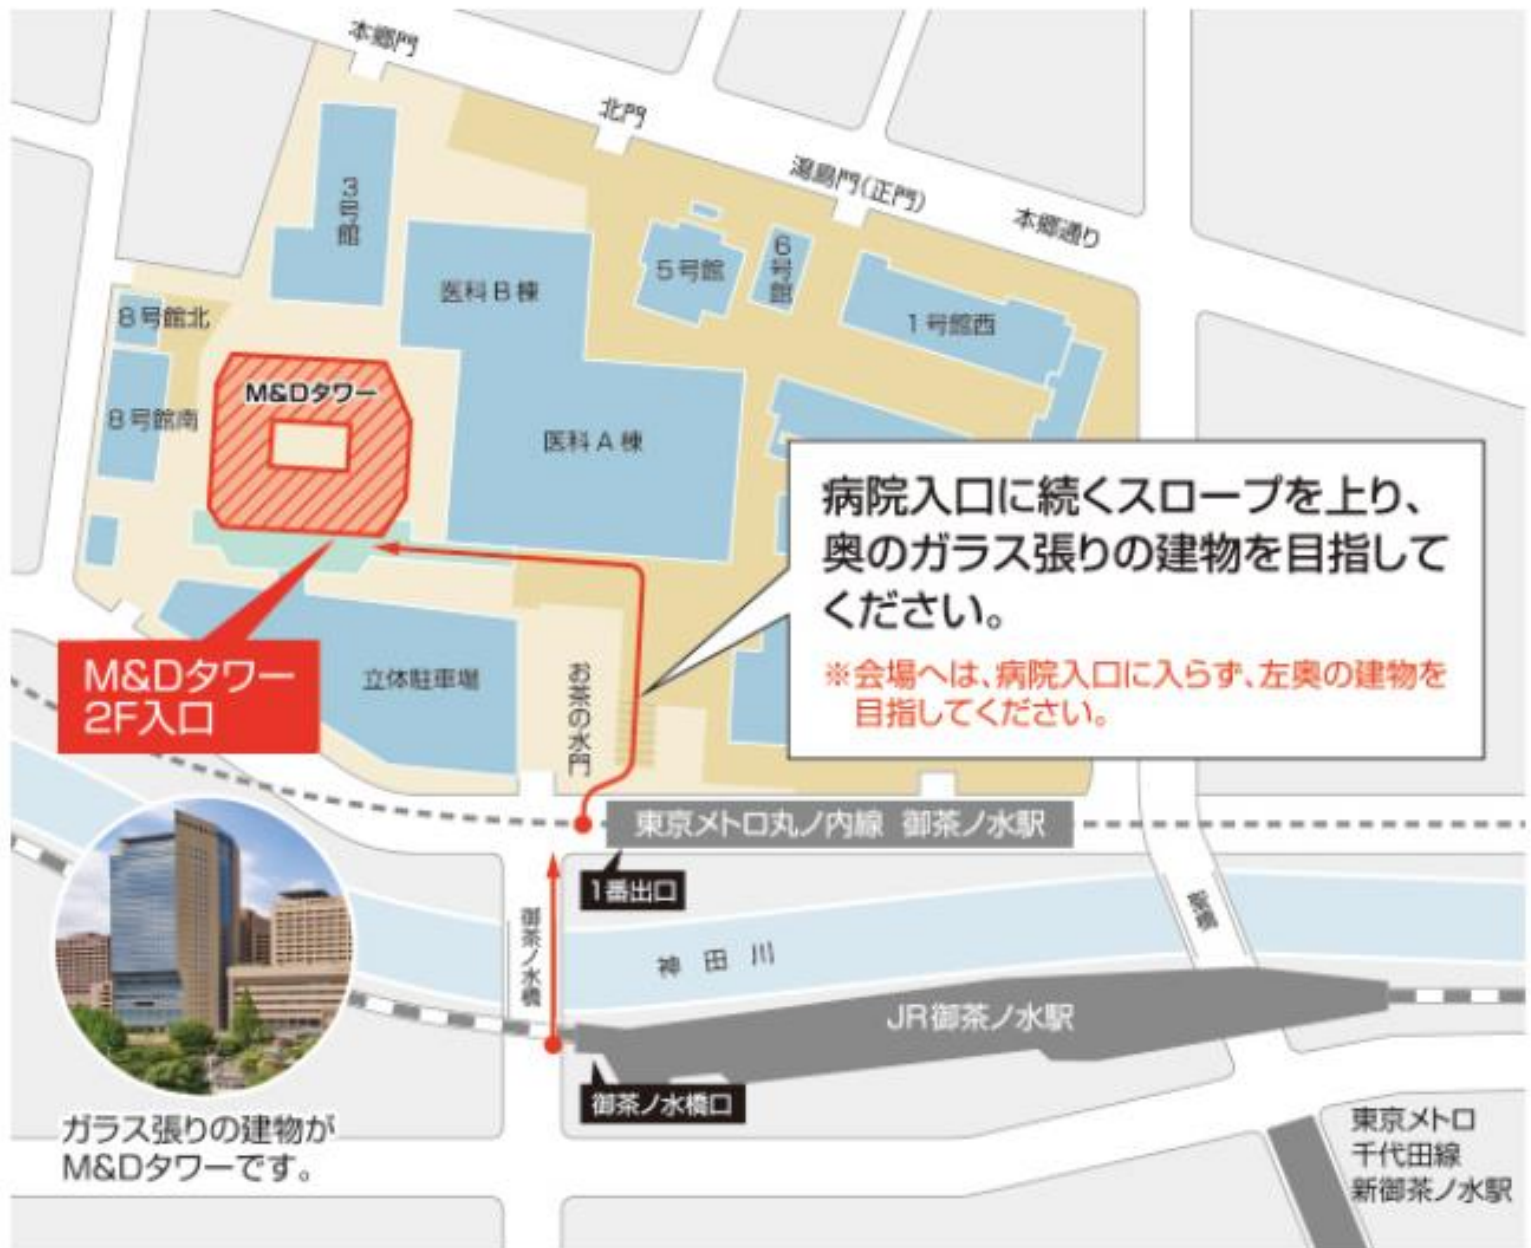 本郷門
北門
湯島門(正門)
本郷通り
3号館
医科B棟
5号館
6号館
1号館西
8号館北
M&Dタワー
8号館南
医科A棟
病院入口に続くスロープを上り、
奥のガラス張りの建物を目指して
ください。
※会場へは、病院入口に入らず、左奥の建物を
目指してください。
M&Dタワー
2F入口
立体駐車場
お茶の水門
東京メトロ丸ノ内線 御茶ノ水駅
1番出口
御茶ノ水橋
神田川
JR御茶ノ水駅
御茶ノ水橋口
ガラス張りの建物が
M&Dタワーです。
東京メトロ
千代田線
新御茶ノ水駅